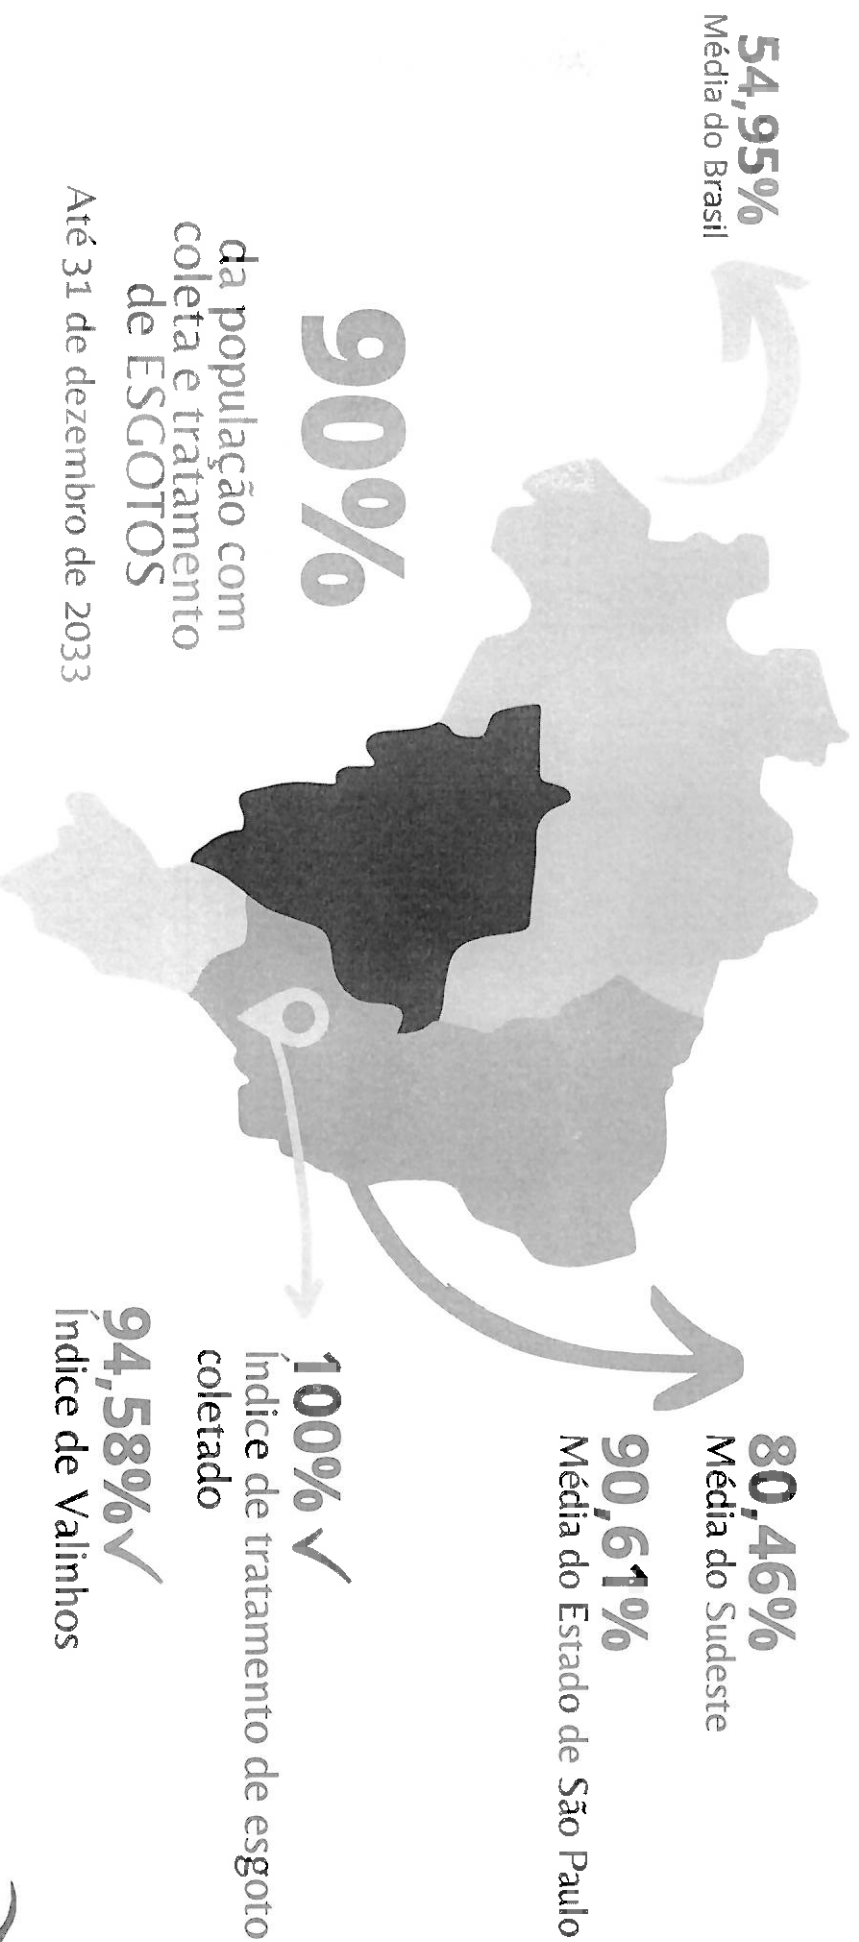 54,95%
Média do Brasil
90%
da população com
coleta e tratamento
de ESGOTOS
Até 31 de dezembro de 2033
80,46%
Média do Sudeste
90,61%
Média do Estado de São Paulo
100% ✓
Índice de tratamento de esgoto
coletado
94,58% ✓
Índice de Valinhos